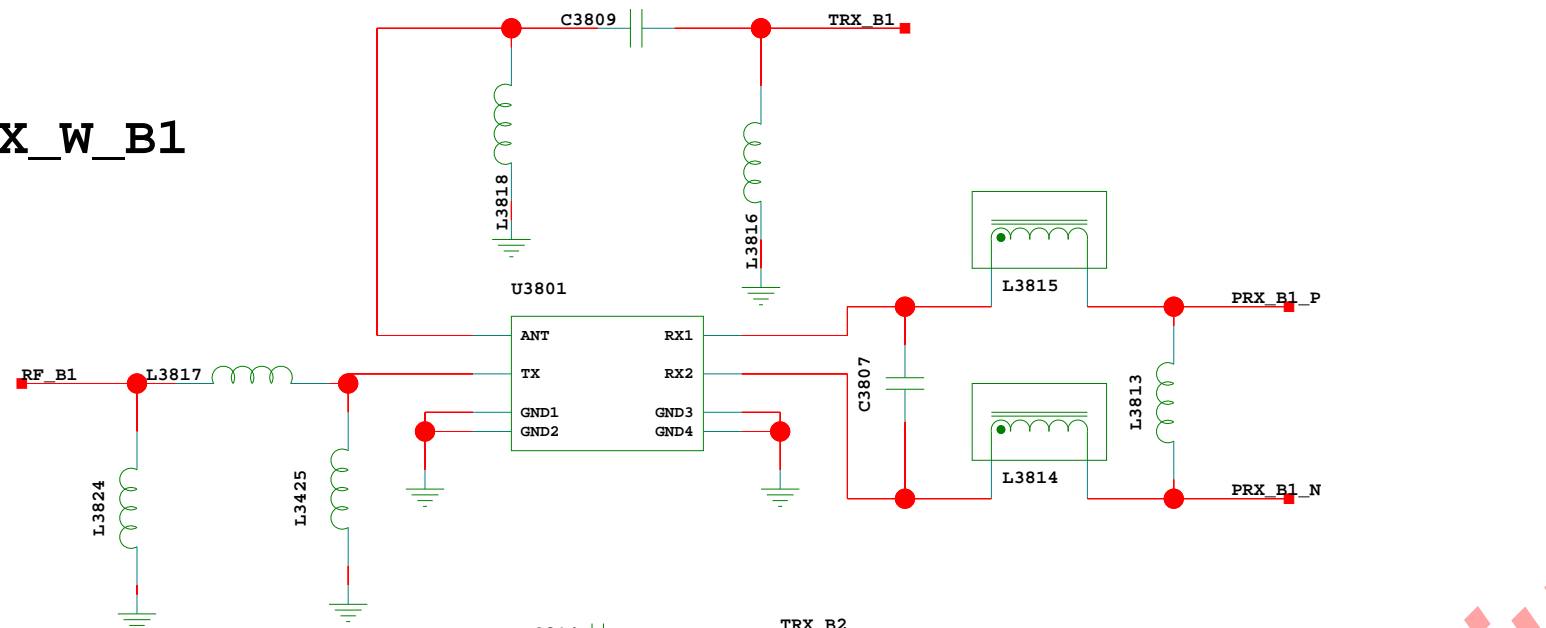 C3809
TRX_B1
X_W_B1
L3818
L3816
U3801
L3815
PRX_B1_P
ANT
RX1
RF_B1
L3817
TX
RX2
C3807
L3813
GND1
GND3
GND2
GND4
L3824
L3425
L3814
PRX_B1_N
TRX_B2